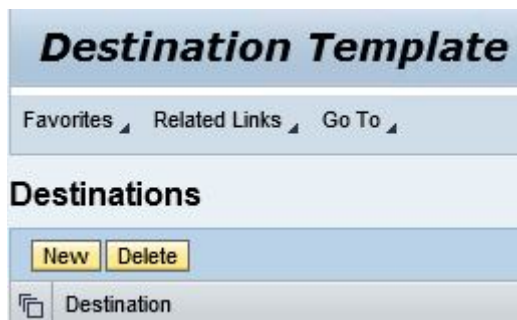 Destination Template
Favorites Related Links Go To
Destinations
New Delete
Destination